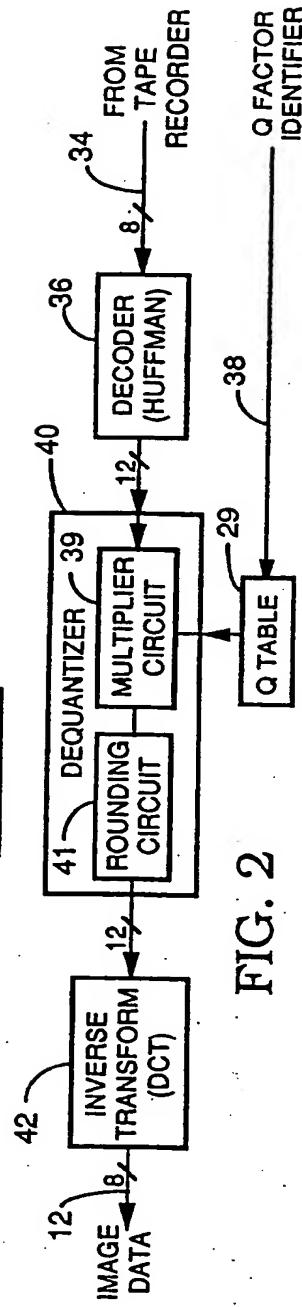 34
FROM
TAPE
RECORDER
8
36
DECODER
(HUFFMAN)
12
40
DEQUANTIZER
39
MULTIPLIER
CIRCUIT
41
ROUNDING
CIRCUIT
12
42
INVERSE
TRANSFORM
(DCT)
8
12
IMAGE
DATA
29
Q TABLE
38
Q FACTOR
IDENTIFIER
FIG. 2